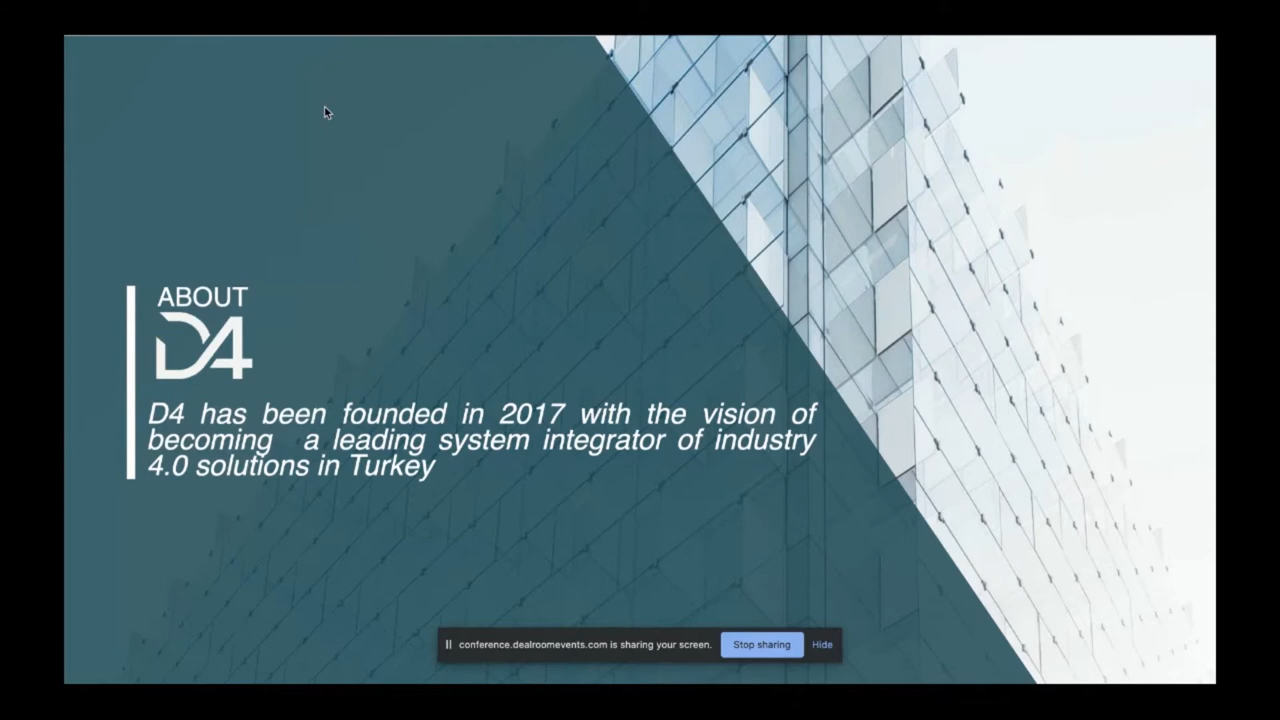 ABOUT
D4
D4 has been founded in 2017 with the vision of
becoming a leading system integrator of industry
4.0 solutions in Turkey
conference.dealroomevents.com is sharing your screen. Stop sharing Hide